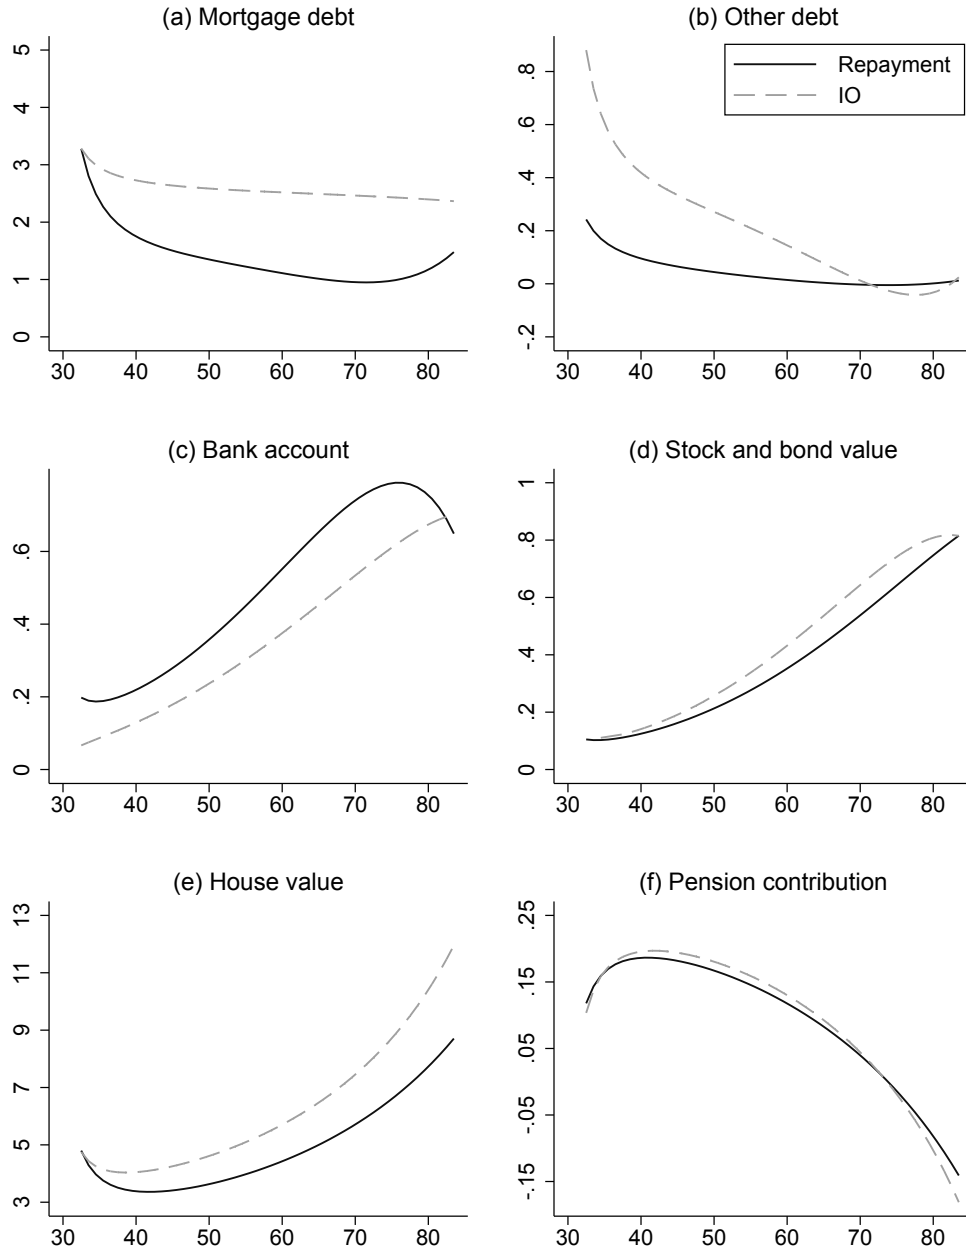 (a) Mortgage debt
5
4
3
2
1
0
30 40 50 60 70 80
(b) Other debt
Repayment
IO
.8
.6
.4
.2
0
-.2
30 40 50 60 70 80
(c) Bank account
.6
.4
.2
0
30 40 50 60 70 80
(d) Stock and bond value
1
.8
.6
.4
.2
0
30 40 50 60 70 80
(e) House value
13
11
9
7
5
3
30 40 50 60 70 80
(f) Pension contribution
.25
.15
.05
-.05
-.15
30 40 50 60 70 80